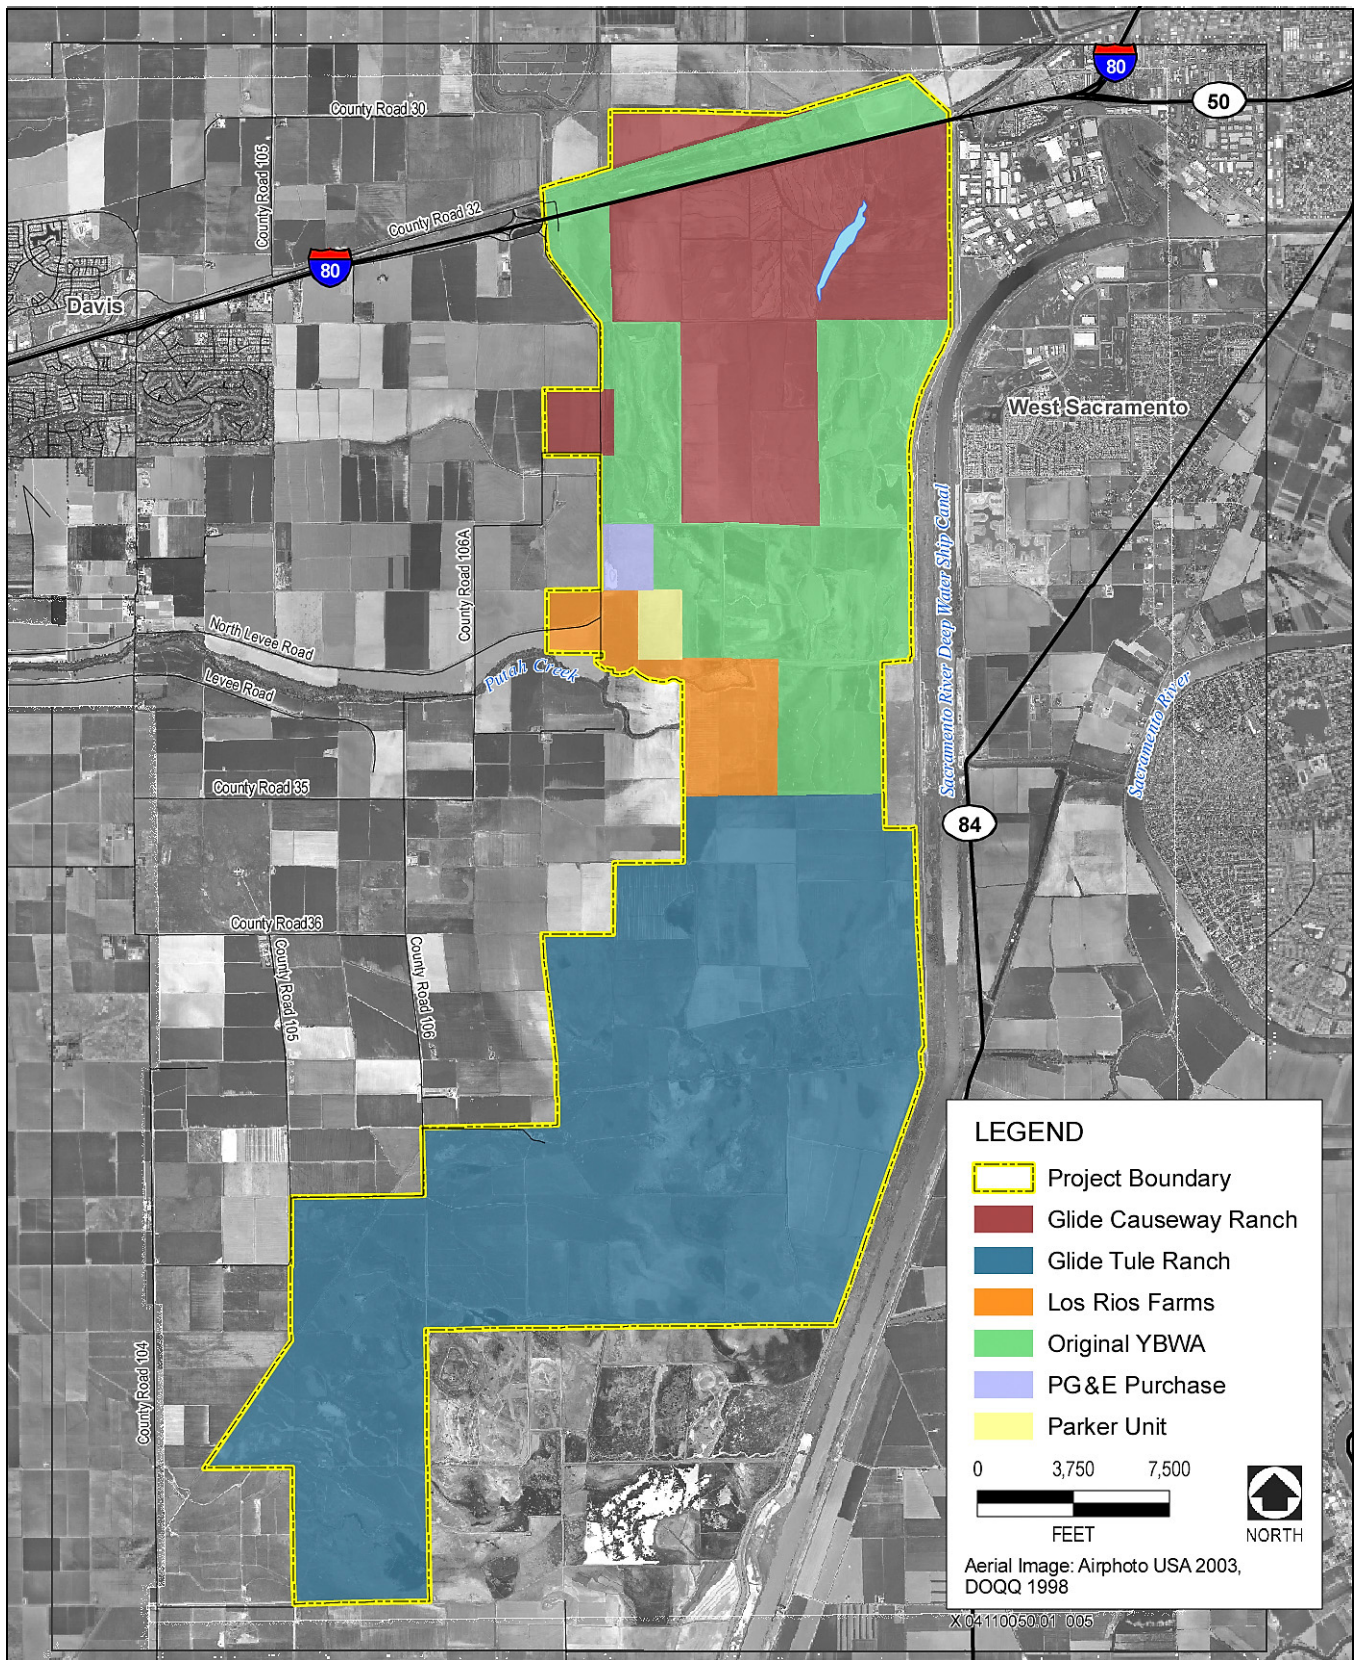 80
50
County Road 30
County Road 105
County Road 32
80
Davis
West Sacramento
Sacramento River Deep Water Ship Canal
County Road 106A
North Levee Road
Levee Road
Putah Creek
Sacramento River
County Road 35
84
County Road36
County Road 105
County Road 106
County Road 104
LEGEND
Project Boundary
Glide Causeway Ranch
Glide Tule Ranch
Los Rios Farms
Original YBWA
PG&E Purchase
Parker Unit
0 3,750 7,500
FEET
NORTH
Aerial Image: Airphoto USA 2003,
DOQQ 1998
X 04110050.01 005